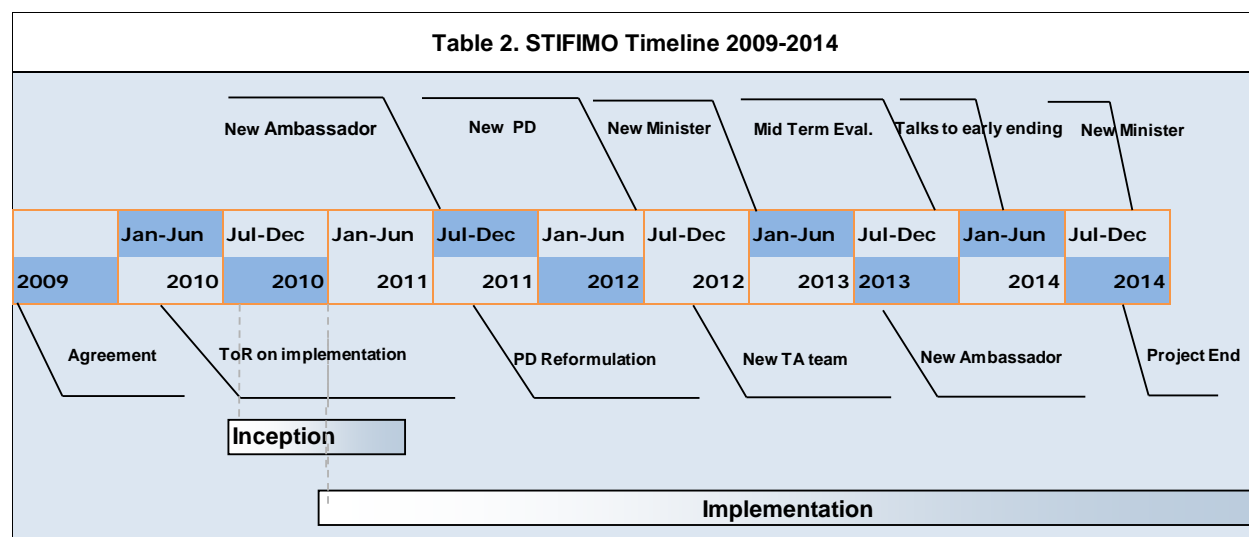 Table 2. STIFIMO Timeline 2009-2014
New Ambassador
New PD
New Minister
Mid Term Eval.
Talks to early ending
New Minister
Jan-Jun Jul-Dec Jan-Jun Jul-Dec Jan-Jun Jul-Dec Jan-Jun Jul-Dec Jan-Jun Jul-Dec
2009 2010 2010 2011 2011 2012 2012 2013 2013 2014 2014
Agreement
ToR on implementation
PD Reformulation
New TA team
New Ambassador
Project End
Inception
Implementation